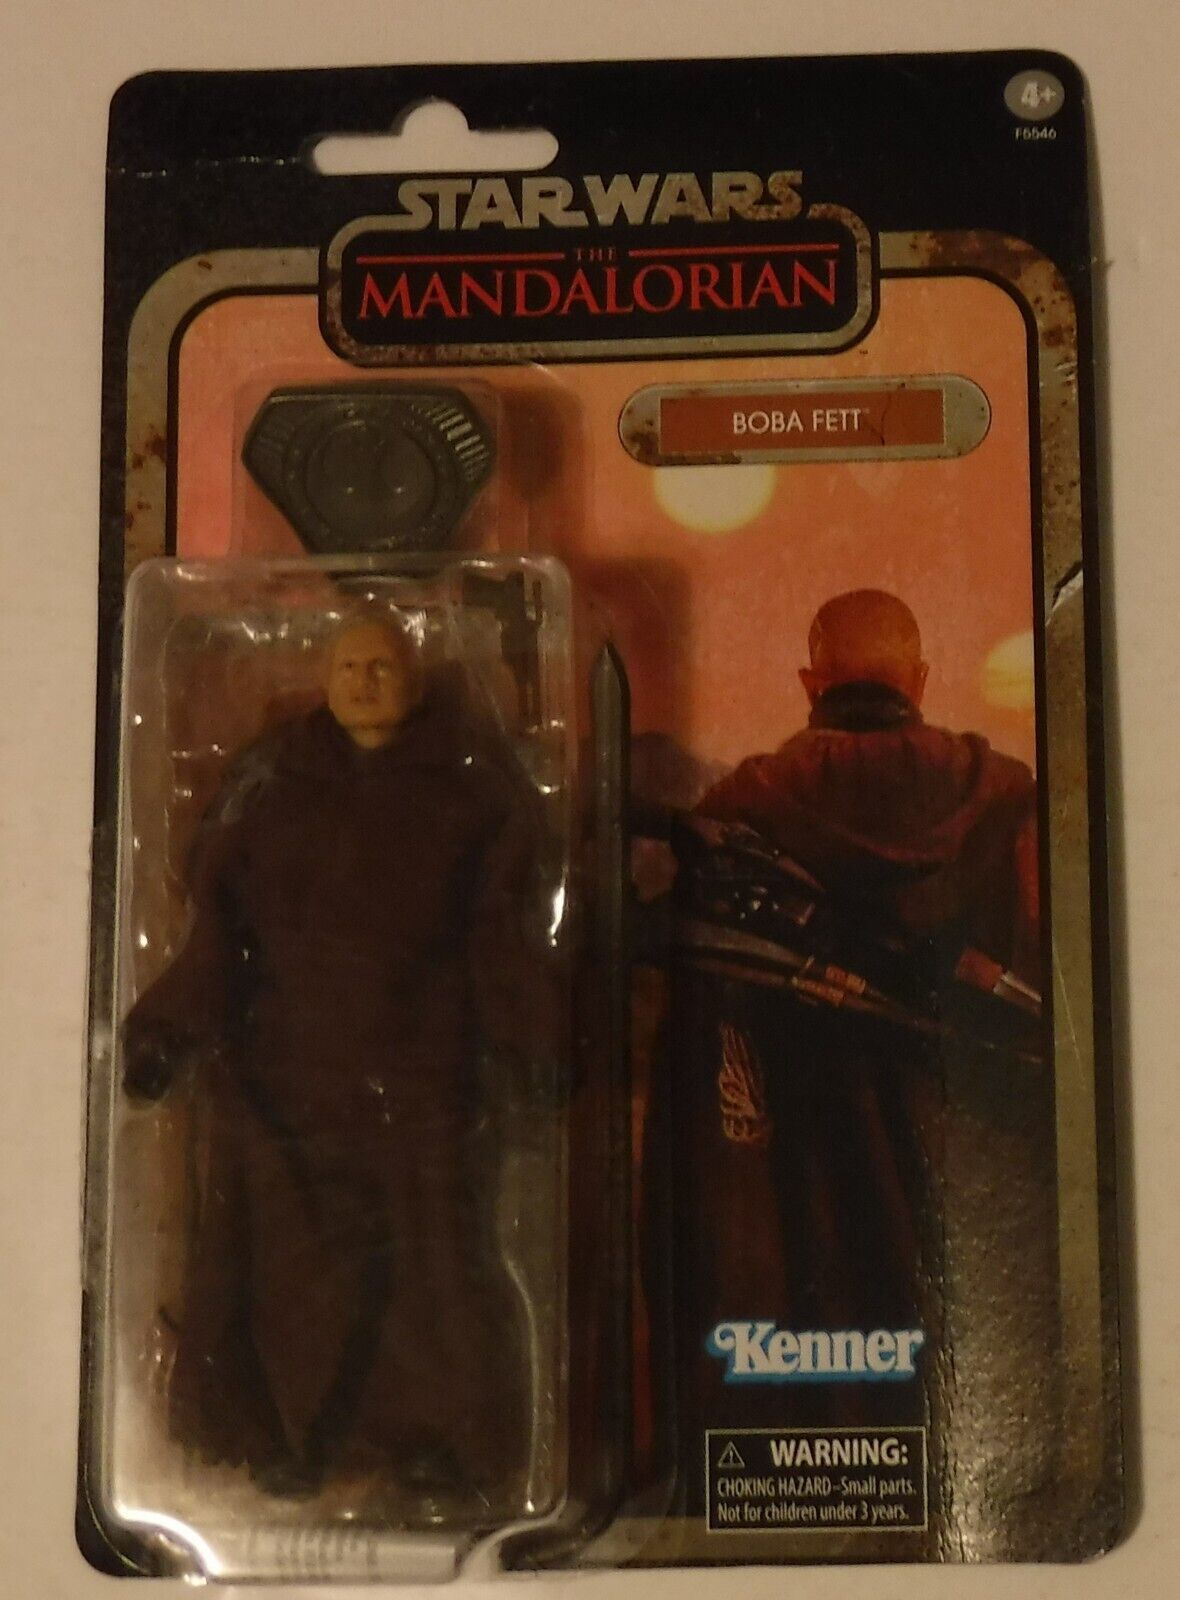 4+
F5546
STAR WARS
THE
MANDALORIAN
BOBA FETT™
Kenner
WARNING:
CHOKING HAZARD–Small parts.
Not for children under 3 years.